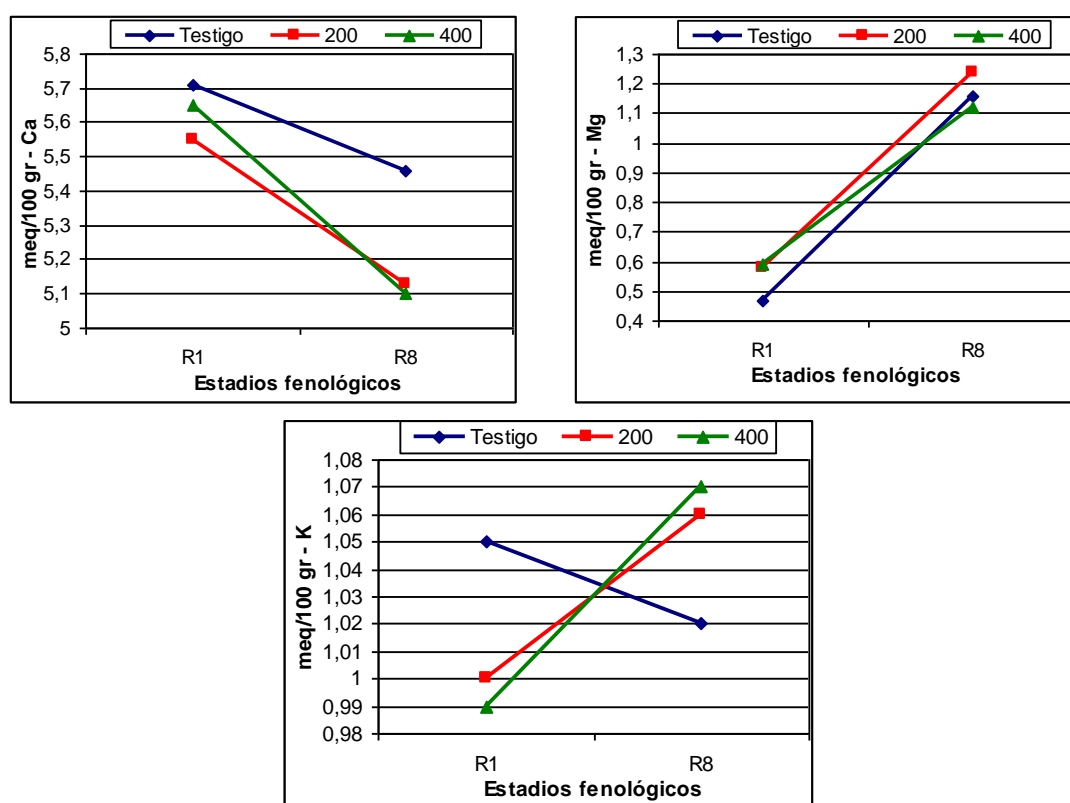 Testigo 200 400
5,8
5,7
5,6
5,5
5,4
5,3
5,2
5,1
5
meq/100 gr - Ca
R1 R8
Estadios fenológicos
Testigo 200 400
1,3
1,2
1,1
1
0,9
0,8
0,7
0,6
0,5
0,4
meq/100 gr - Mg
R1 R8
Estadios fenológicos
Testigo 200 400
1,08
1,07
1,06
1,05
1,04
1,03
1,02
1,01
1
0,99
0,98
meq/100 gr - K
R1 R8
Estadios fenológicos